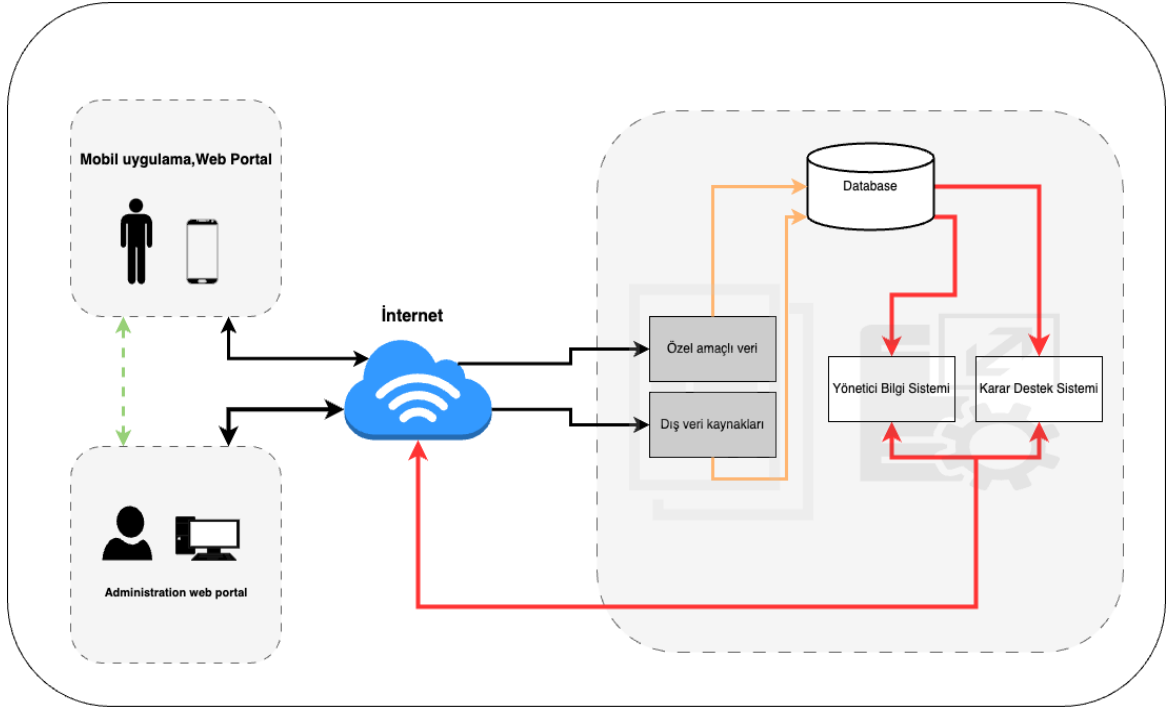 Mobil uygulama,Web Portal
Database
İnternet
Özel amaçlı veri
Dış veri kaynakları
Yönetici Bilgi Sistemi
Karar Destek Sistemi
Administration web portal